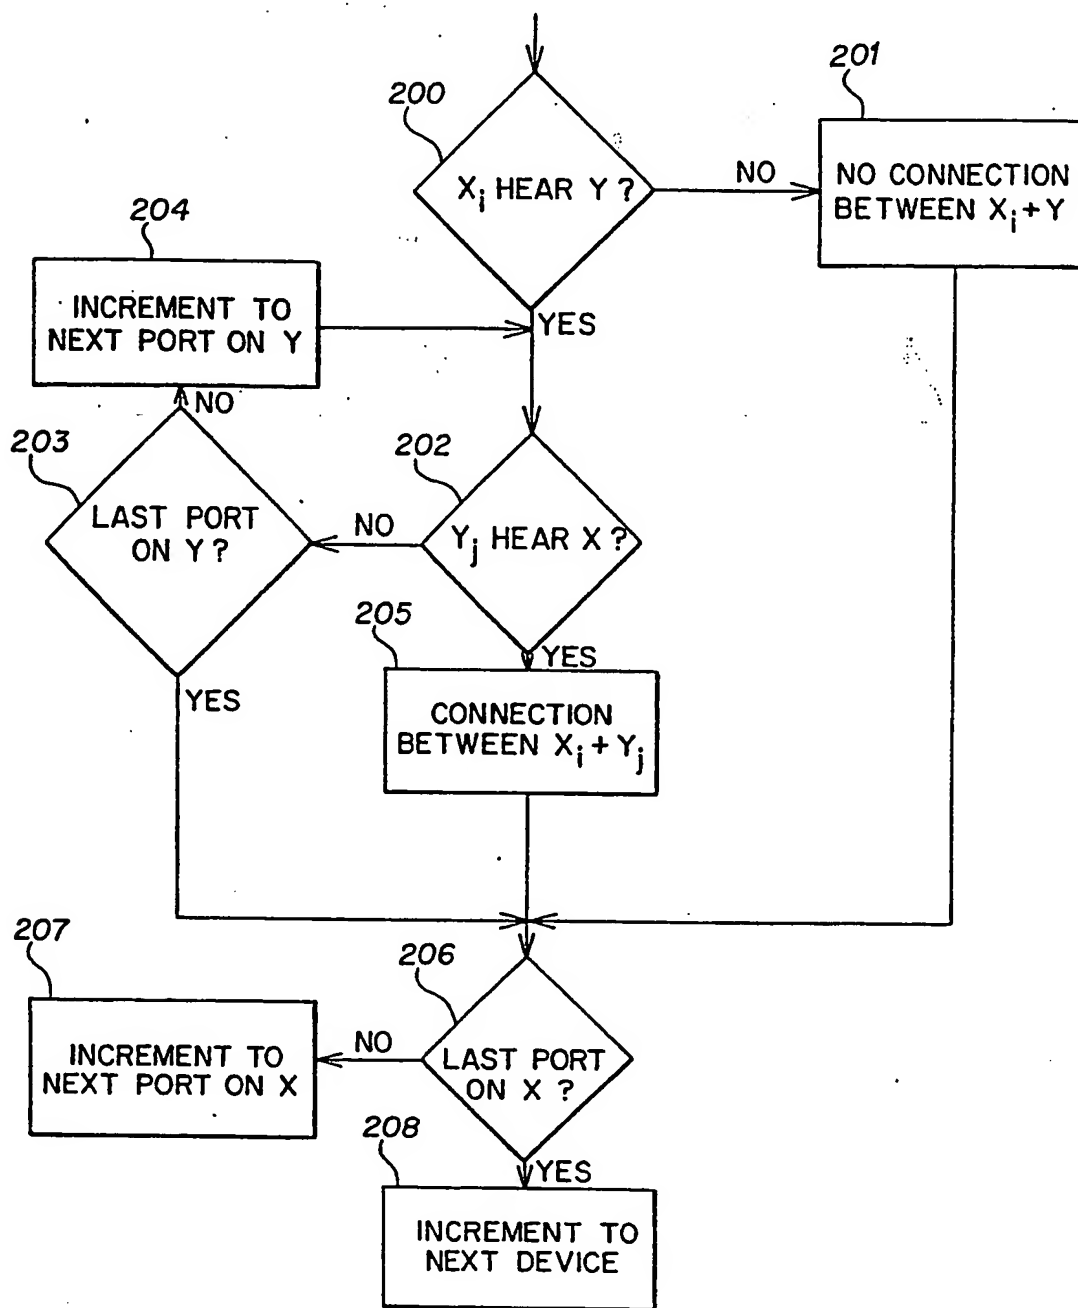 200
X_i HEAR Y ?
NO
201
NO CONNECTION
BETWEEN X_i + Y
YES
204
INCREMENT TO
NEXT PORT ON Y
NO
203
LAST PORT
ON Y ?
YES
202
Y_j HEAR X ?
NO
YES
205
CONNECTION
BETWEEN X_i + Y_j
206
LAST PORT
ON X ?
NO
207
INCREMENT TO
NEXT PORT ON X
YES
208
INCREMENT TO
NEXT DEVICE